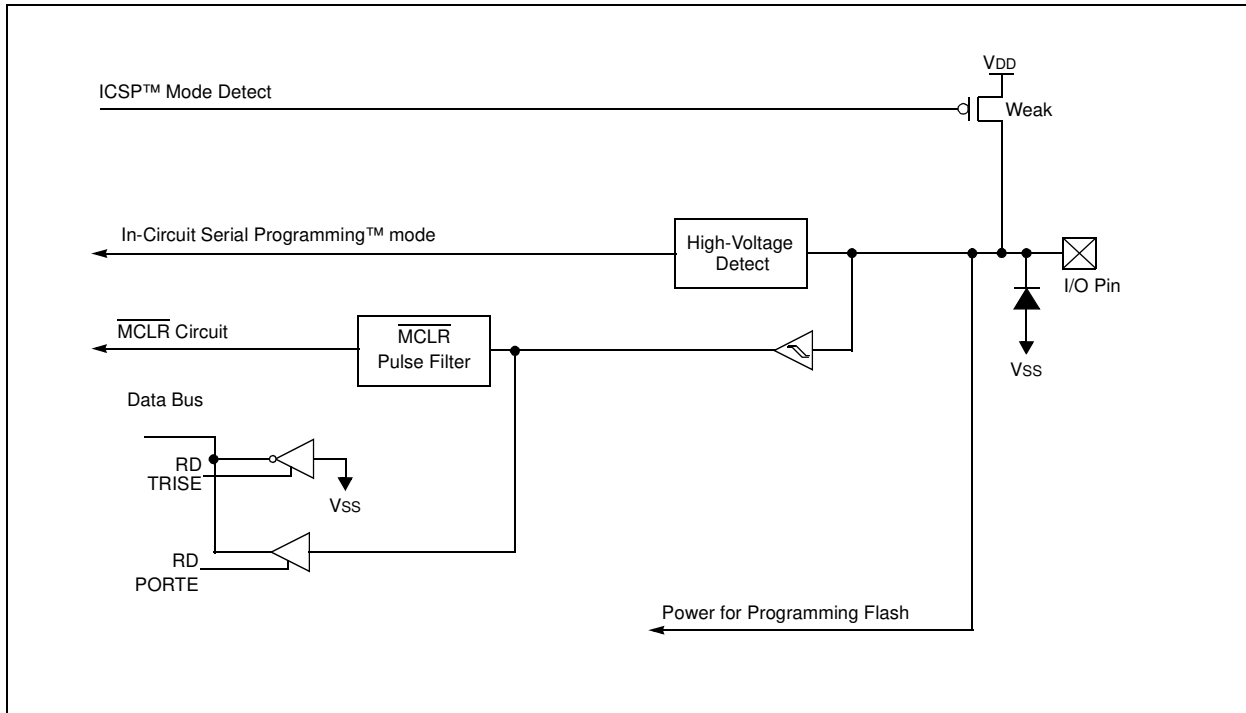 VDD
ICSP™ Mode Detect
Weak
In-Circuit Serial Programming™ mode
High-Voltage
Detect
I/O Pin
MCLR Circuit
MCLR
Pulse Filter
VSS
Data Bus
RD
TRISE
VSS
RD
PORTE
Power for Programming Flash